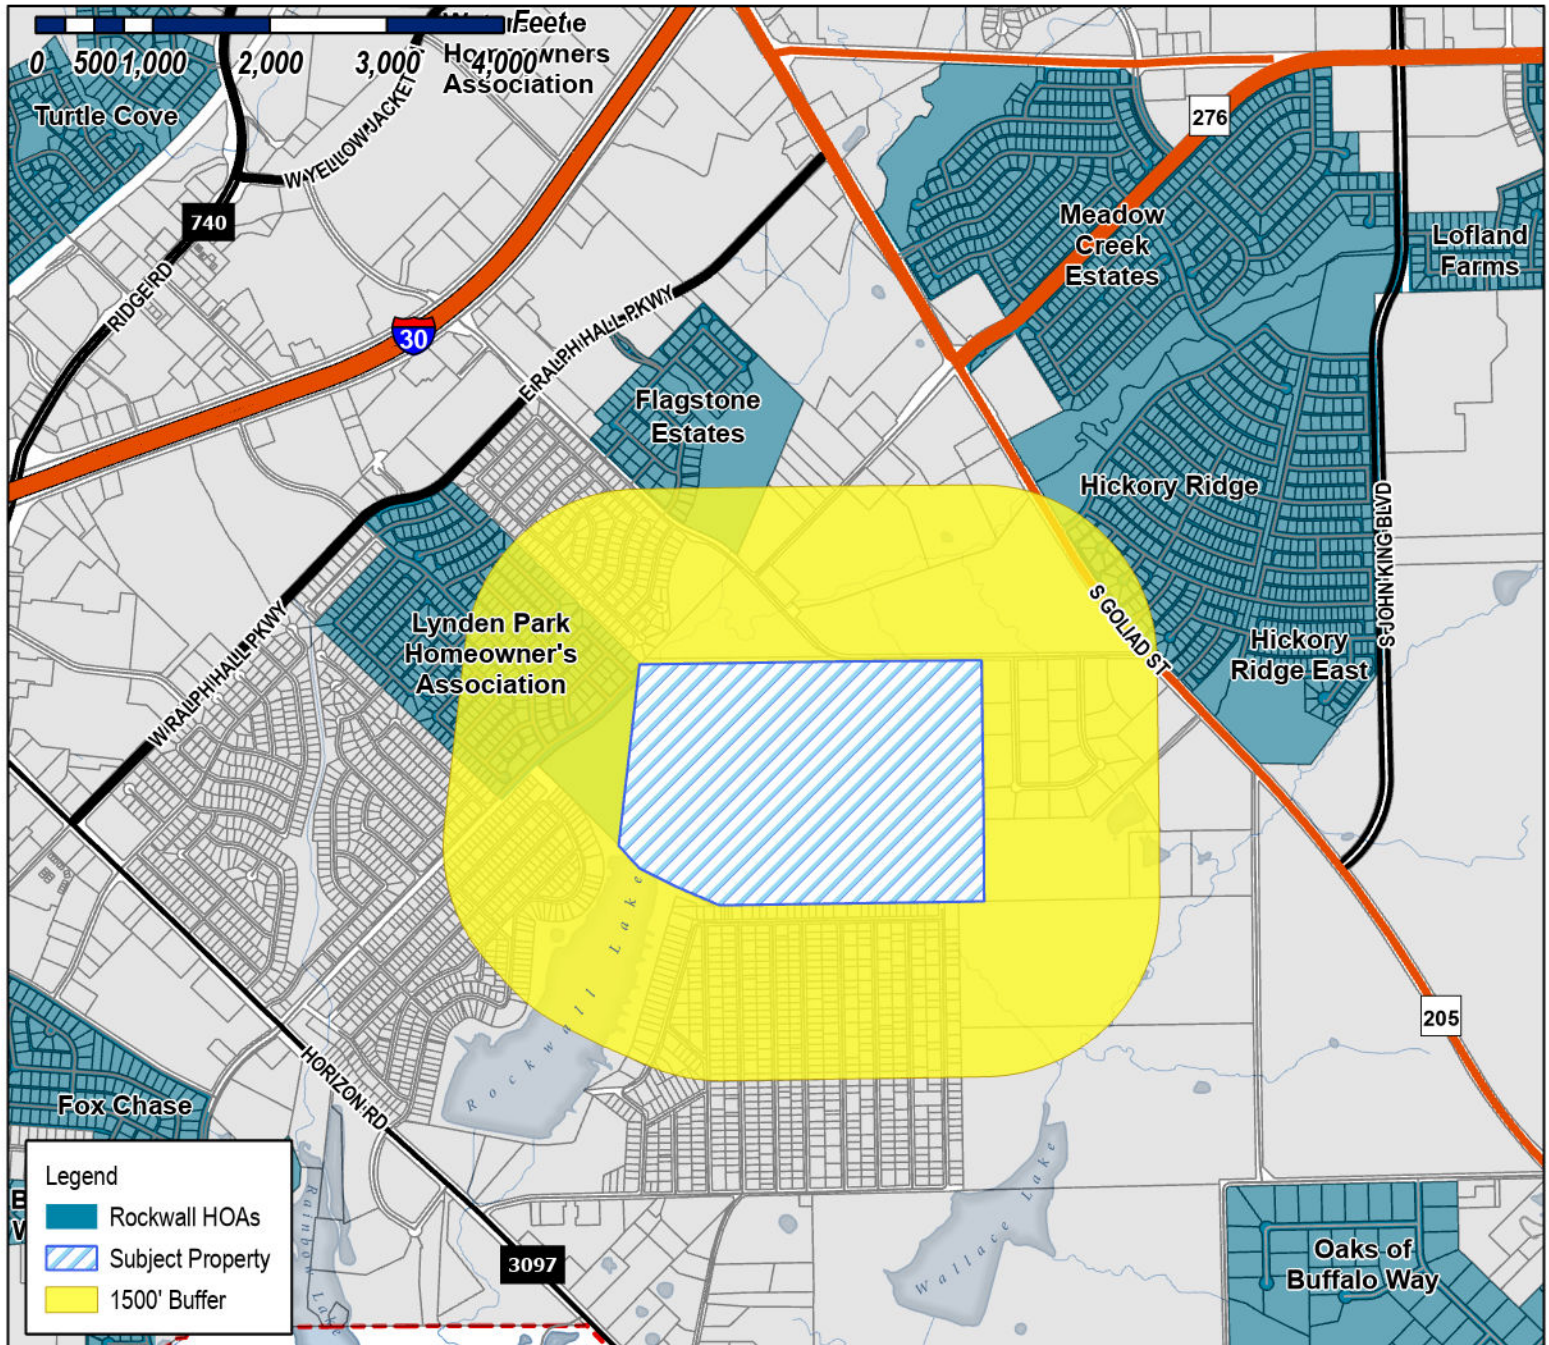 Feet
0 500 1,000 2,000 3,000 4,000
Homeowners
Association
Turtle Cove
W YELLOWJACKET
740
RIDGE RD
30
E RALPH HALL PKWY
276
Meadow
Creek
Estates
Lofland
Farms
Flagstone
Estates
Hickory Ridge
S JOHN KING BLVD
S GOLIAD ST
Hickory
Ridge East
Lynden Park
Homeowner's
Association
W RALPH HALL PKWY
Rockwall Lake
205
HORIZON RD
Fox Chase
Legend
Rockwall HOAs
Subject Property
1500' Buffer
Rainbow Lake
3097
Wallace Lake
Oaks of
Buffalo Way